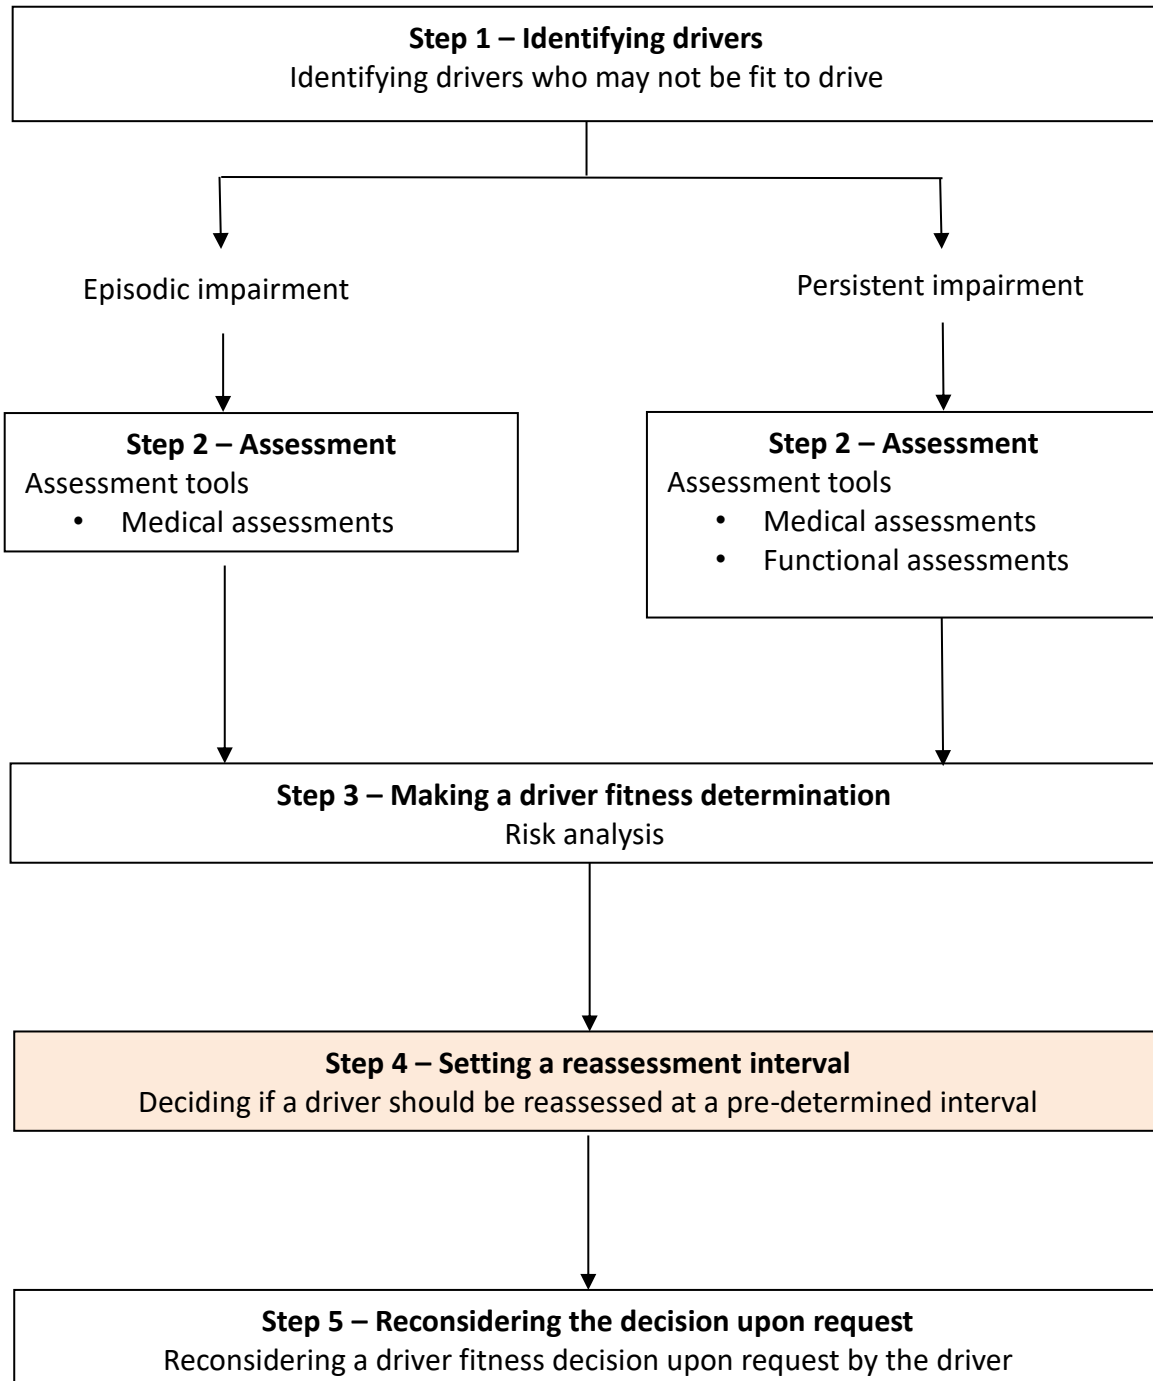 Step 1 – Identifying drivers
Identifying drivers who may not be fit to drive
Episodic impairment
Persistent impairment
Step 2 – Assessment
Assessment tools
• Medical assessments
Step 2 – Assessment
Assessment tools
• Medical assessments
• Functional assessments
Step 3 – Making a driver fitness determination
Risk analysis
Step 4 – Setting a reassessment interval
Deciding if a driver should be reassessed at a pre-determined interval
Step 5 – Reconsidering the decision upon request
Reconsidering a driver fitness decision upon request by the driver